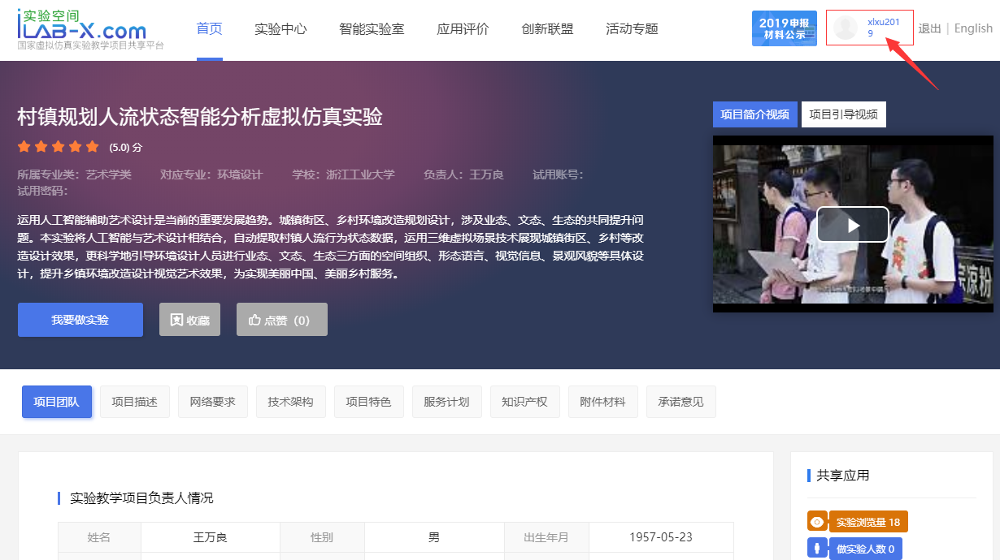 实验空间
iLAB-X.com
国家虚拟仿真实验教学项目共享平台
首页
实验中心
智能实验室
应用评价
创新联盟
活动专题
2019申报
材料公示
xlxu201
9
退出 | English
村镇规划人流状态智能分析虚拟仿真实验
(5.0) 分
所属专业类：艺术学类 对应专业：环境设计 学校：浙江工业大学 负责人：王万良 试用账号：
试用密码：
运用人工智能辅助艺术设计是当前的重要发展趋势。城镇街区、乡村环境改造规划设计，涉及业态、文态、生态的共同提升问
题。本实验将人工智能与艺术设计相结合，自动提取村镇人流行为状态数据，运用三维虚拟场景技术展现城镇街区、乡村等改
造设计效果，更科学地引导环境设计人员进行业态、文态、生态三方面的空间组织、形态语言、视觉信息、景观风貌等具体设
计，提升乡镇环境改造设计视觉艺术效果，为实现美丽中国、美丽乡村服务。
我要做实验
收藏
点赞（0）
项目简介视频
项目引导视频
凉粉
项目团队
项目描述
网络要求
技术架构
项目特色
服务计划
知识产权
附件材料
承诺意见
实验教学项目负责人情况
姓名 王万良 性别 男 出生年月 1957-05-23
共享应用
实验浏览量 18
做实验人数 0